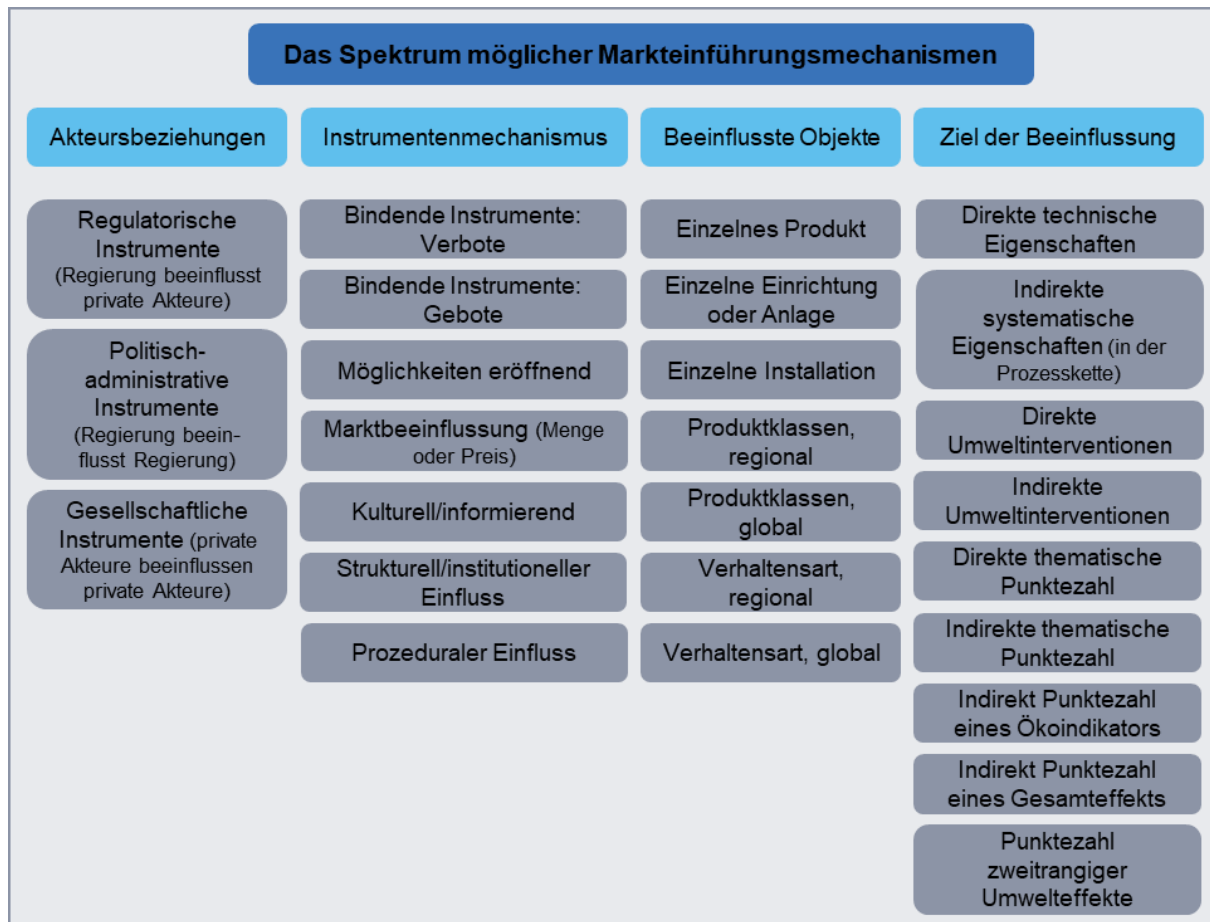 Das Spektrum möglicher Markteinführungsmechanismen
Akteursbeziehungen
Regulatorische
Instrumente
(Regierung beeinflusst
private Akteure)
Politisch-
administrative
Instrumente
(Regierung beein-
flusst Regierung)
Gesellschaftliche
Instrumente (private
Akteure beeinflussen
private Akteure)
Instrumentenmechanismus
Bindende Instrumente:
Verbote
Bindende Instrumente:
Gebote
Möglichkeiten eröffnend
Marktbeeinflussung (Menge
oder Preis)
Kulturell/informierend
Strukturell/institutioneller
Einfluss
Prozeduraler Einfluss
Beeinflusste Objekte
Einzelnes Produkt
Einzelne Einrichtung
oder Anlage
Einzelne Installation
Produktklassen,
regional
Produktklassen,
global
Verhaltensart,
regional
Verhaltensart, global
Ziel der Beeinflussung
Direkte technische
Eigenschaften
Indirekte
systematische
Eigenschaften (in der
Prozesskette)
Direkte
Umweltinterventionen
Indirekte
Umweltinterventionen
Direkte thematische
Punktezahl
Indirekte thematische
Punktezahl
Indirekt Punktezahl
eines Ökoindikators
Indirekt Punktezahl
eines Gesamteffekts
Punktezahl
zweitrangiger
Umwelteffekte